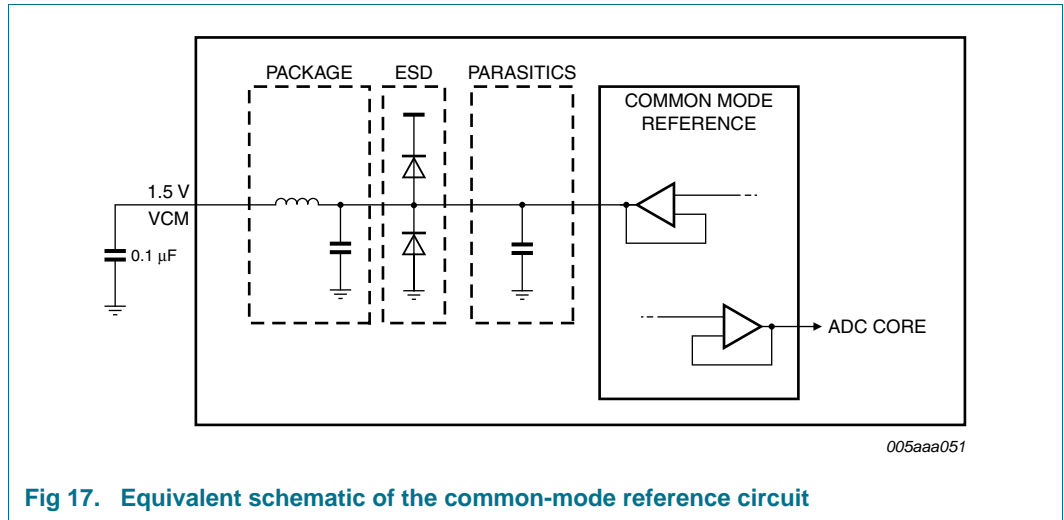 PACKAGE
ESD
PARASITICS
COMMON MODE
REFERENCE
1.5 V
VCM
0.1 μF
ADC CORE
005aaa051
Fig 17. Equivalent schematic of the common-mode reference circuit